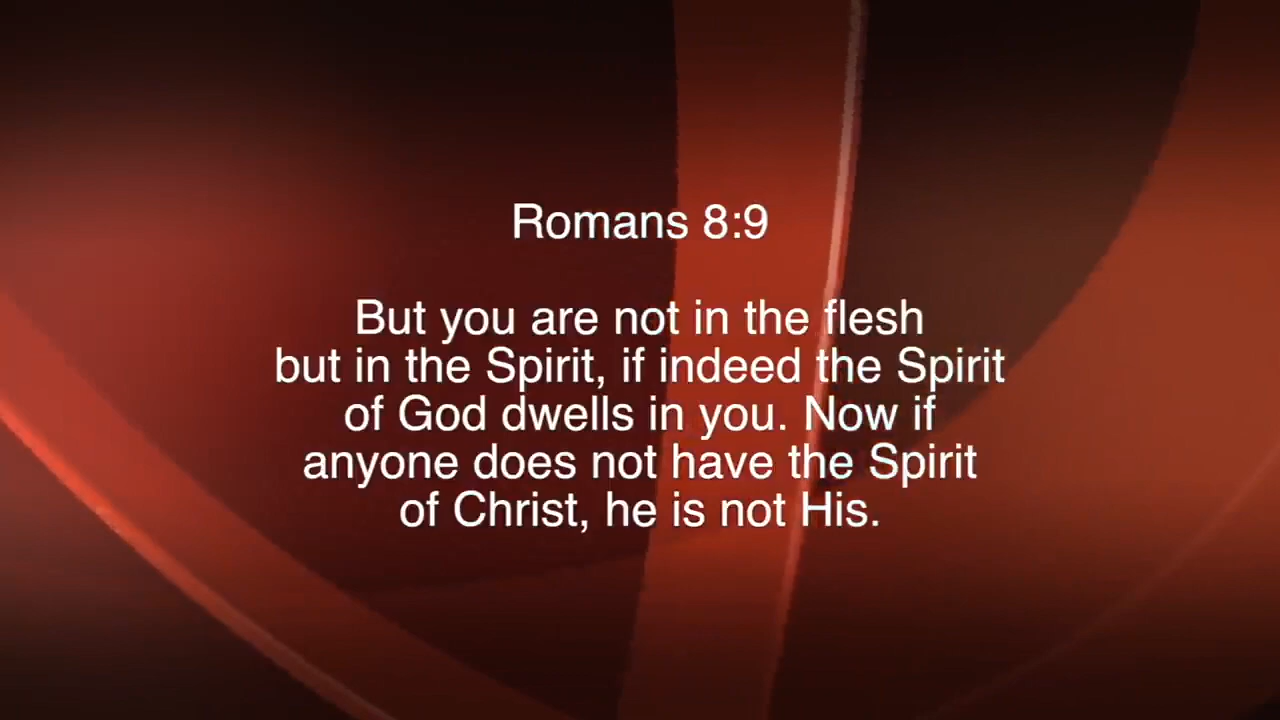 Romans 8:9
But you are not in the flesh
but in the Spirit, if indeed the Spirit
of God dwells in you. Now if
anyone does not have the Spirit
of Christ, he is not His.